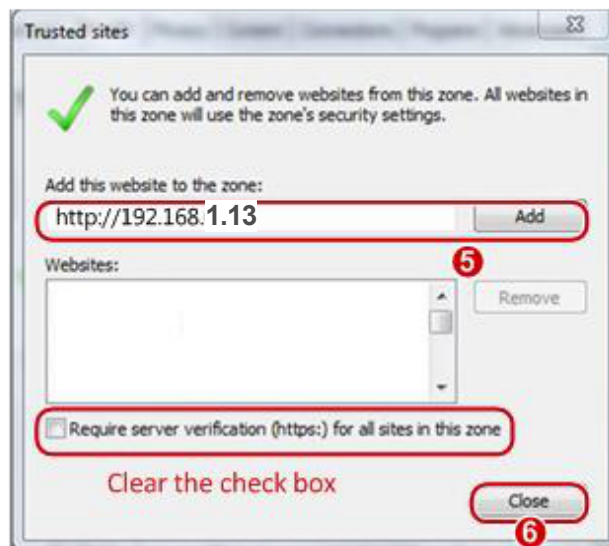 Trusted sites
You can add and remove websites from this zone. All websites in
this zone will use the zone's security settings.
Add this website to the zone:
http://192.168.1.13
Add
5
Websites:
Remove
Require server verification (https:) for all sites in this zone
Clear the check box
Close
6